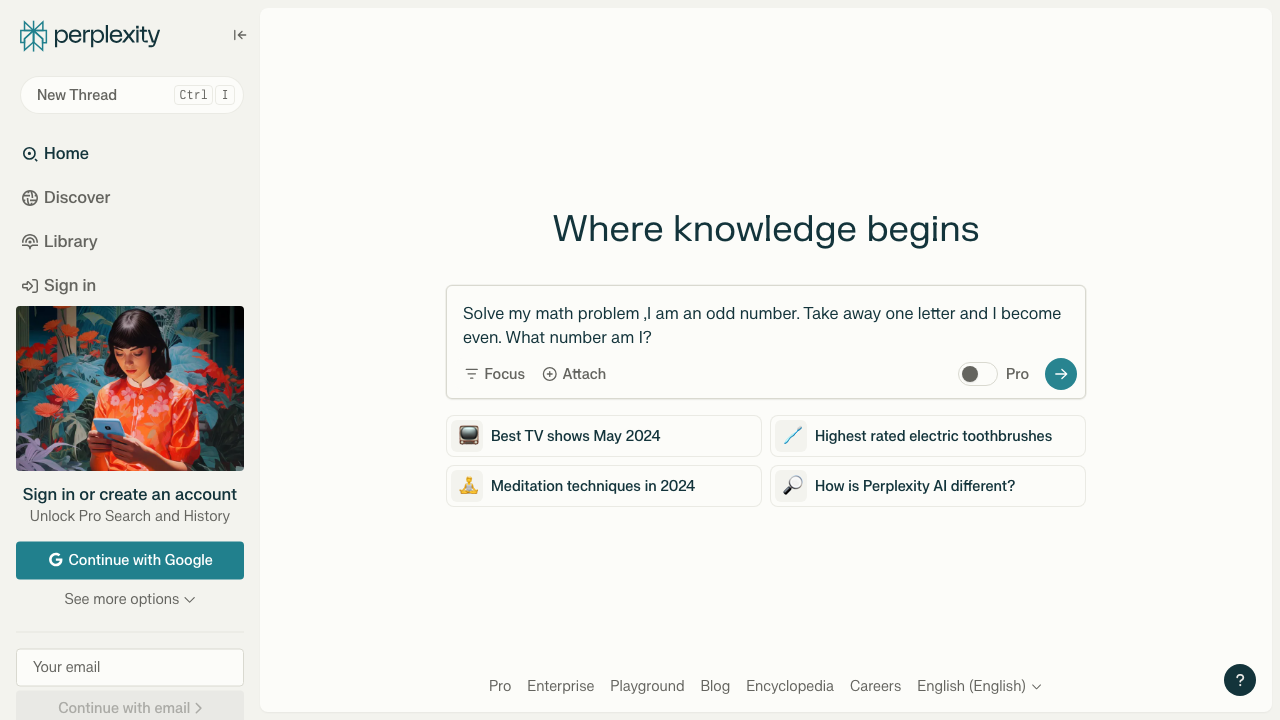 perplexity
New Thread
Ctrl I
Home
Discover
Library
Sign in
Sign in or create an account
Unlock Pro Search and History
Continue with Google
See more options
Your email
Continue with email
Where knowledge begins
Solve my math problem ,I am an odd number. Take away one letter and I become
even. What number am I?
Focus Attach Pro
Best TV shows May 2024
Highest rated electric toothbrushes
Meditation techniques in 2024
How is Perplexity AI different?
Pro Enterprise Playground Blog Encyclopedia Careers English (English)
?